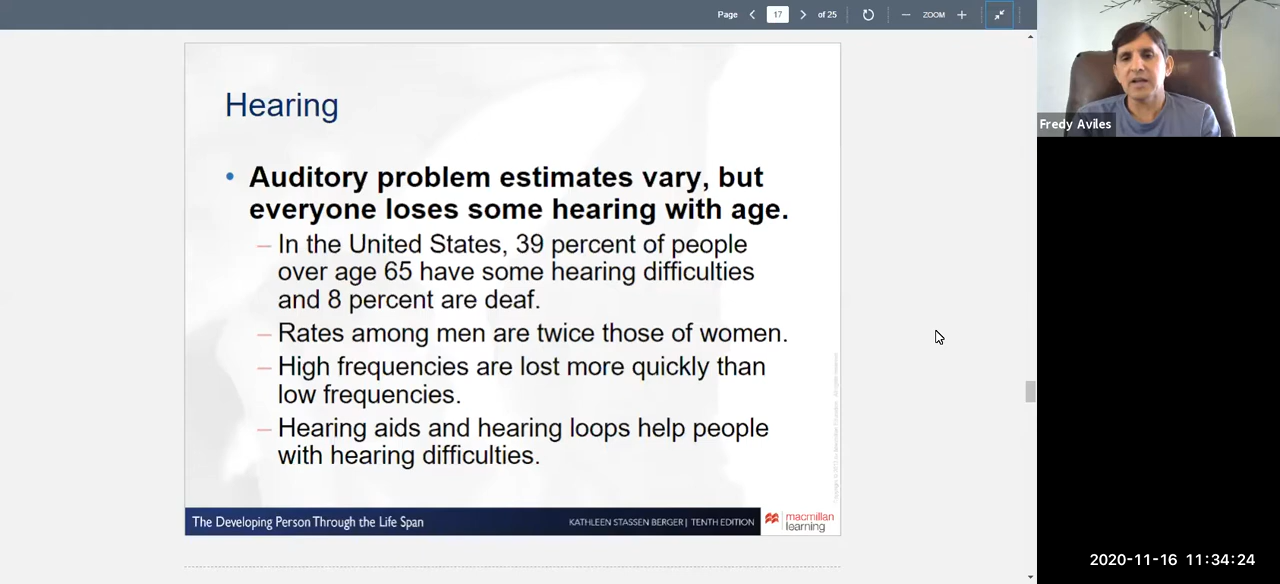 Page 17 of 25 ZOOM
Fredy Aviles
Hearing
• Auditory problem estimates vary, but
everyone loses some hearing with age.
– In the United States, 39 percent of people
over age 65 have some hearing difficulties
and 8 percent are deaf.
– Rates among men are twice those of women.
– High frequencies are lost more quickly than
low frequencies.
– Hearing aids and hearing loops help people
with hearing difficulties.
The Developing Person Through the Life Span
KATHLEEN STASSEN BERGER | TENTH EDITION
macmillan
learning
2020-11-16 11:34:24